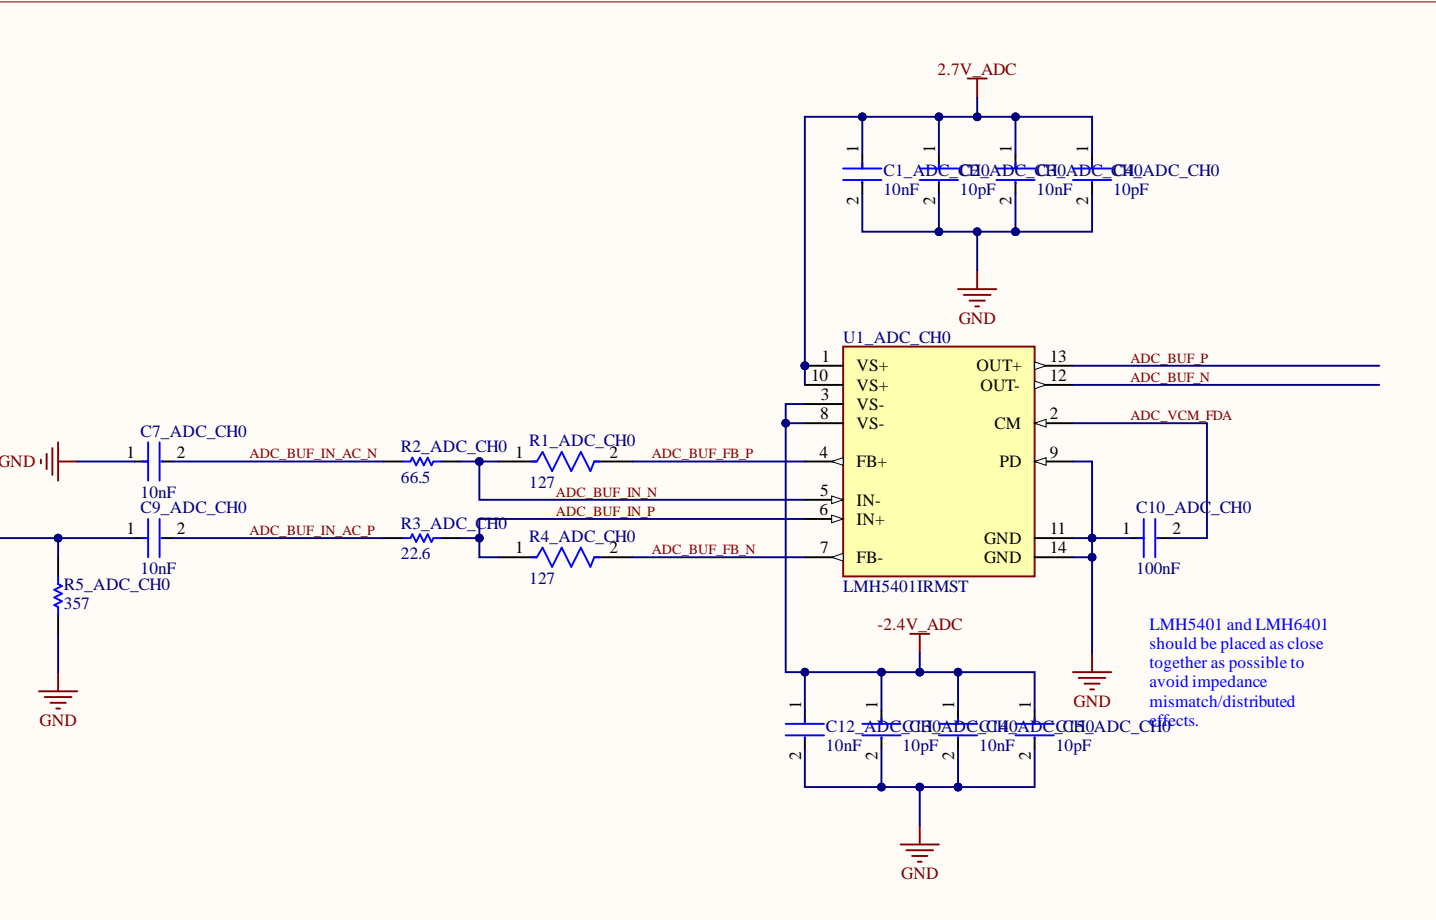 2.7V_ADC
1 1 1 1
C1_ADC_CH0 ADC_CH0 ADC_CH0 ADC_CH0
10nF 10pF 10nF 10pF
2 2 2 2
GND
U1_ADC_CH0
1 VS+ OUT+ 13 ADC_BUF_P
10 VS+ OUT- 12 ADC_BUF_N
3 VS-
8 VS- CM 2 ADC_VCM_FDA
C7_ADC_CH0
GND 1 2 ADC_BUF_IN_AC_N R2_ADC_CH0 1 R1_ADC_CH0 2 ADC_BUF_FB_P 4 FB+ PD 9
10nF 66.5 127
ADC_BUF_IN_N 5 IN-
C9_ADC_CH0 ADC_BUF_IN_P 6 IN+ C10_ADC_CH0
1 2 ADC_BUF_IN_AC_P R3_ADC_CH0 R4_ADC_CH0 GND 11 1 2
10nF 22.6 1 2 ADC_BUF_FB_N 7 FB- GND 14 100nF
127
R5_ADC_CH0
357
LMH5401IRMST
GND
-2.4V_ADC
LMH5401 and LMH6401
should be placed as close
together as possible to
avoid impedance
mismatch/distributed
effects.
GND
1 1 1 1
C12_ADC_CH0 ADC_CH0 ADC_CH0 ADC_CH0
10nF 10pF 10nF 10pF
2 2 2 2
GND